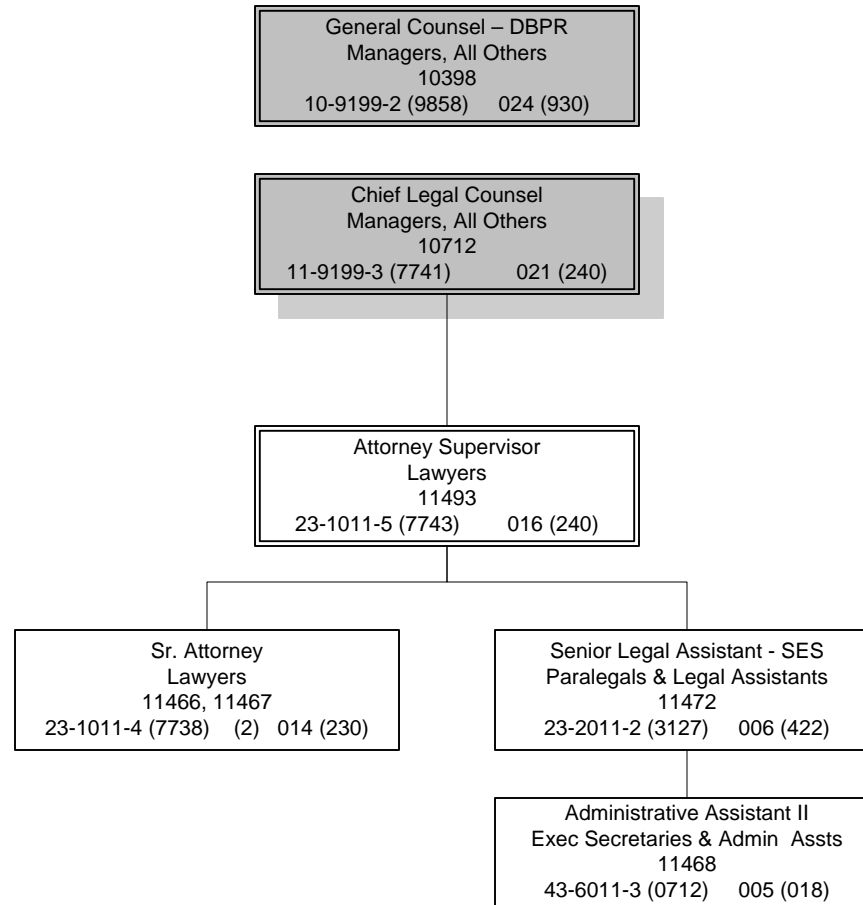 General Counsel – DBPR
Managers, All Others
10398
10-9199-2 (9858) 024 (930)
Chief Legal Counsel
Managers, All Others
10712
11-9199-3 (7741) 021 (240)
Attorney Supervisor
Lawyers
11493
23-1011-5 (7743) 016 (240)
Sr. Attorney
Lawyers
11466, 11467
23-1011-4 (7738) (2) 014 (230)
Senior Legal Assistant - SES
Paralegals & Legal Assistants
11472
23-2011-2 (3127) 006 (422)
Administrative Assistant II
Exec Secretaries & Admin Assts
11468
43-6011-3 (0712) 005 (018)